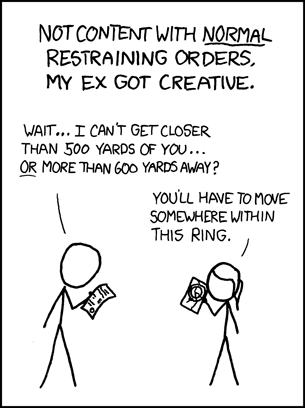 NOT CONTENT WITH NORMAL
RESTRAINING ORDERS,
MY EX GOT CREATIVE.
WAIT... I CAN'T GET CLOSER
THAN 500 YARDS OF YOU...
OR MORE THAN 600 YARDS AWAY?
YOU'LL HAVE TO MOVE
SOMEWHERE WITHIN
THIS RING.